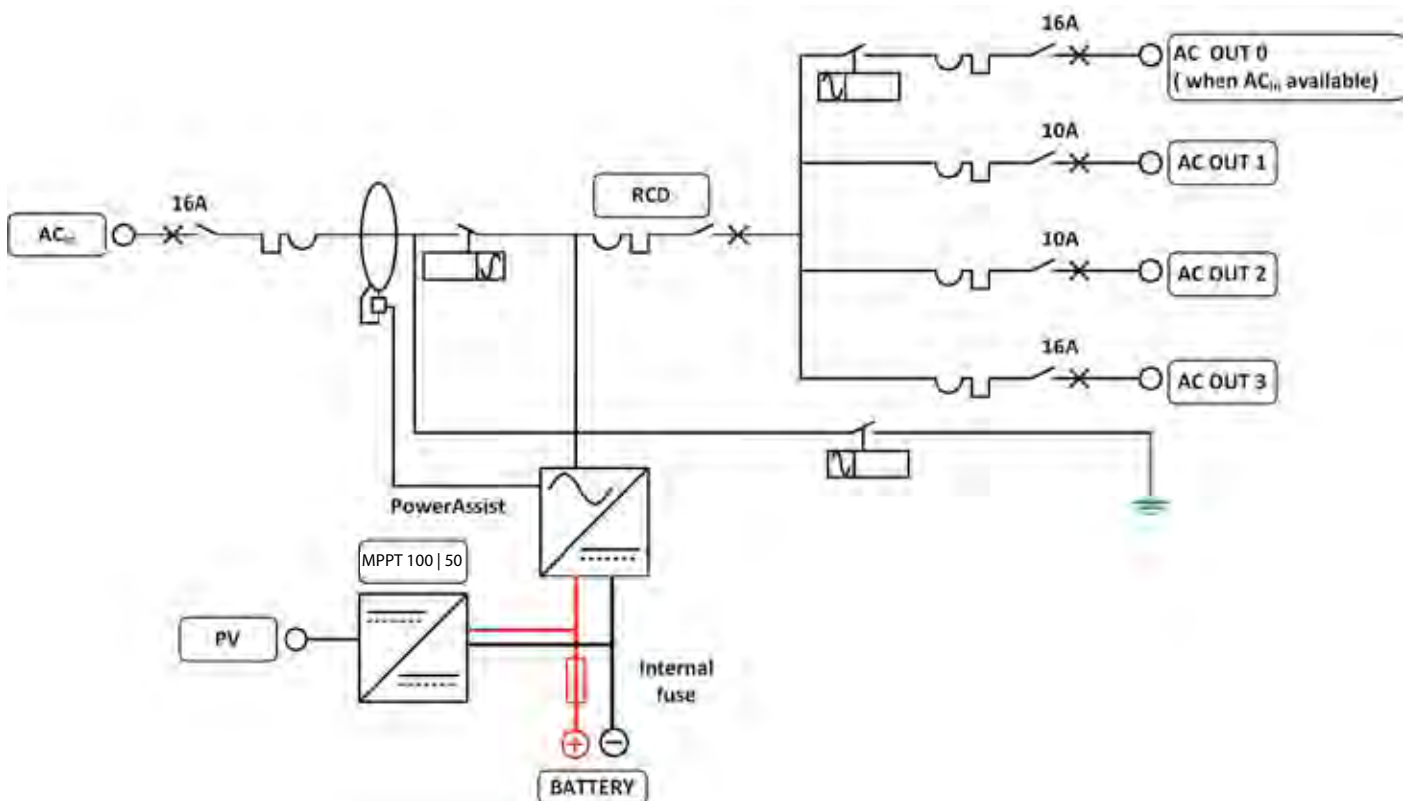 16A
AC OUT 0
( when ACin available)
10A
AC OUT 1
16A
RCD
ACin
10A
AC OUT 2
16A
AC OUT 3
PowerAssist
MPPT 100 | 50
PV
Internal
fuse
BATTERY